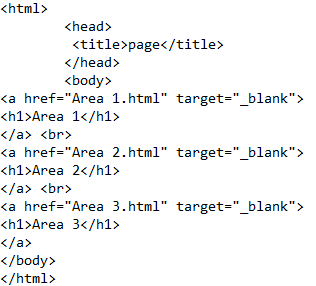 <html>
<head>
<title>page</title>
</head>
<body>
<a href="Area 1.html" target="_blank">
<h1>Area 1</h1>
</a> <br>
<a href="Area 2.html" target="_blank">
<h1>Area 2</h1>
</a> <br>
<a href="Area 3.html" target="_blank">
<h1>Area 3</h1>
</a>
</body>
</html>